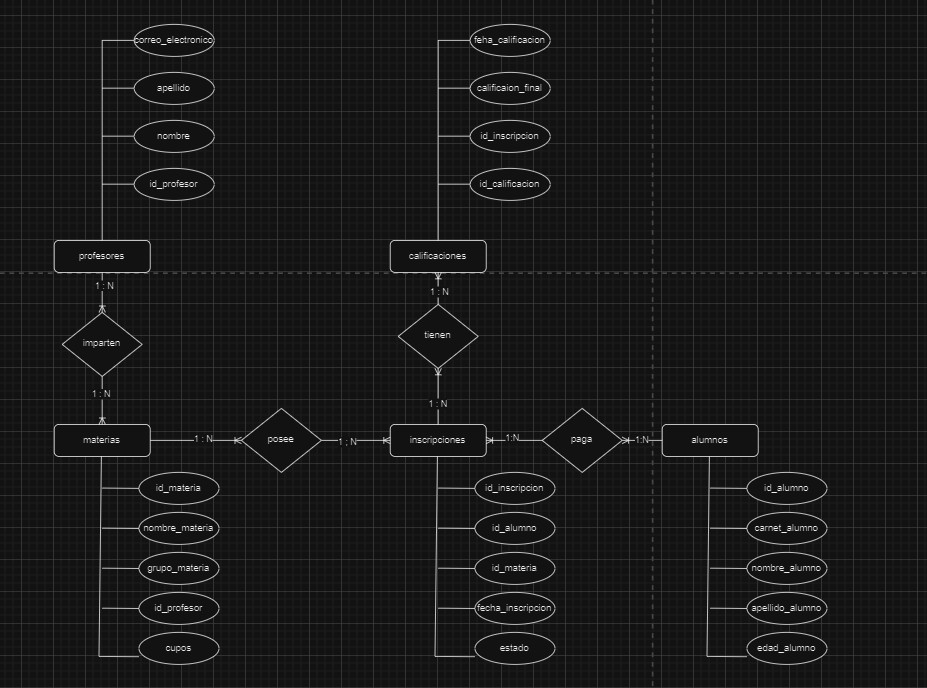 correo_electronico
feha_calificacion
apellido
calificaion_final
nombre
id_inscripcion
id_profesor
id_calificacion
profesores
calificaciones
1 : N
1 : N
imparten
tienen
1 : N
1 : N
materias
1 : N
posee
1 ; N
inscripciones
1:N
paga
1:N
alumnos
id_materia
id_inscripcion
id_alumno
nombre_materia
id_alumno
carnet_alumno
grupo_materia
id_materia
nombre_alumno
id_profesor
fecha_inscripcion
apellido_alumno
cupos
estado
edad_alumno